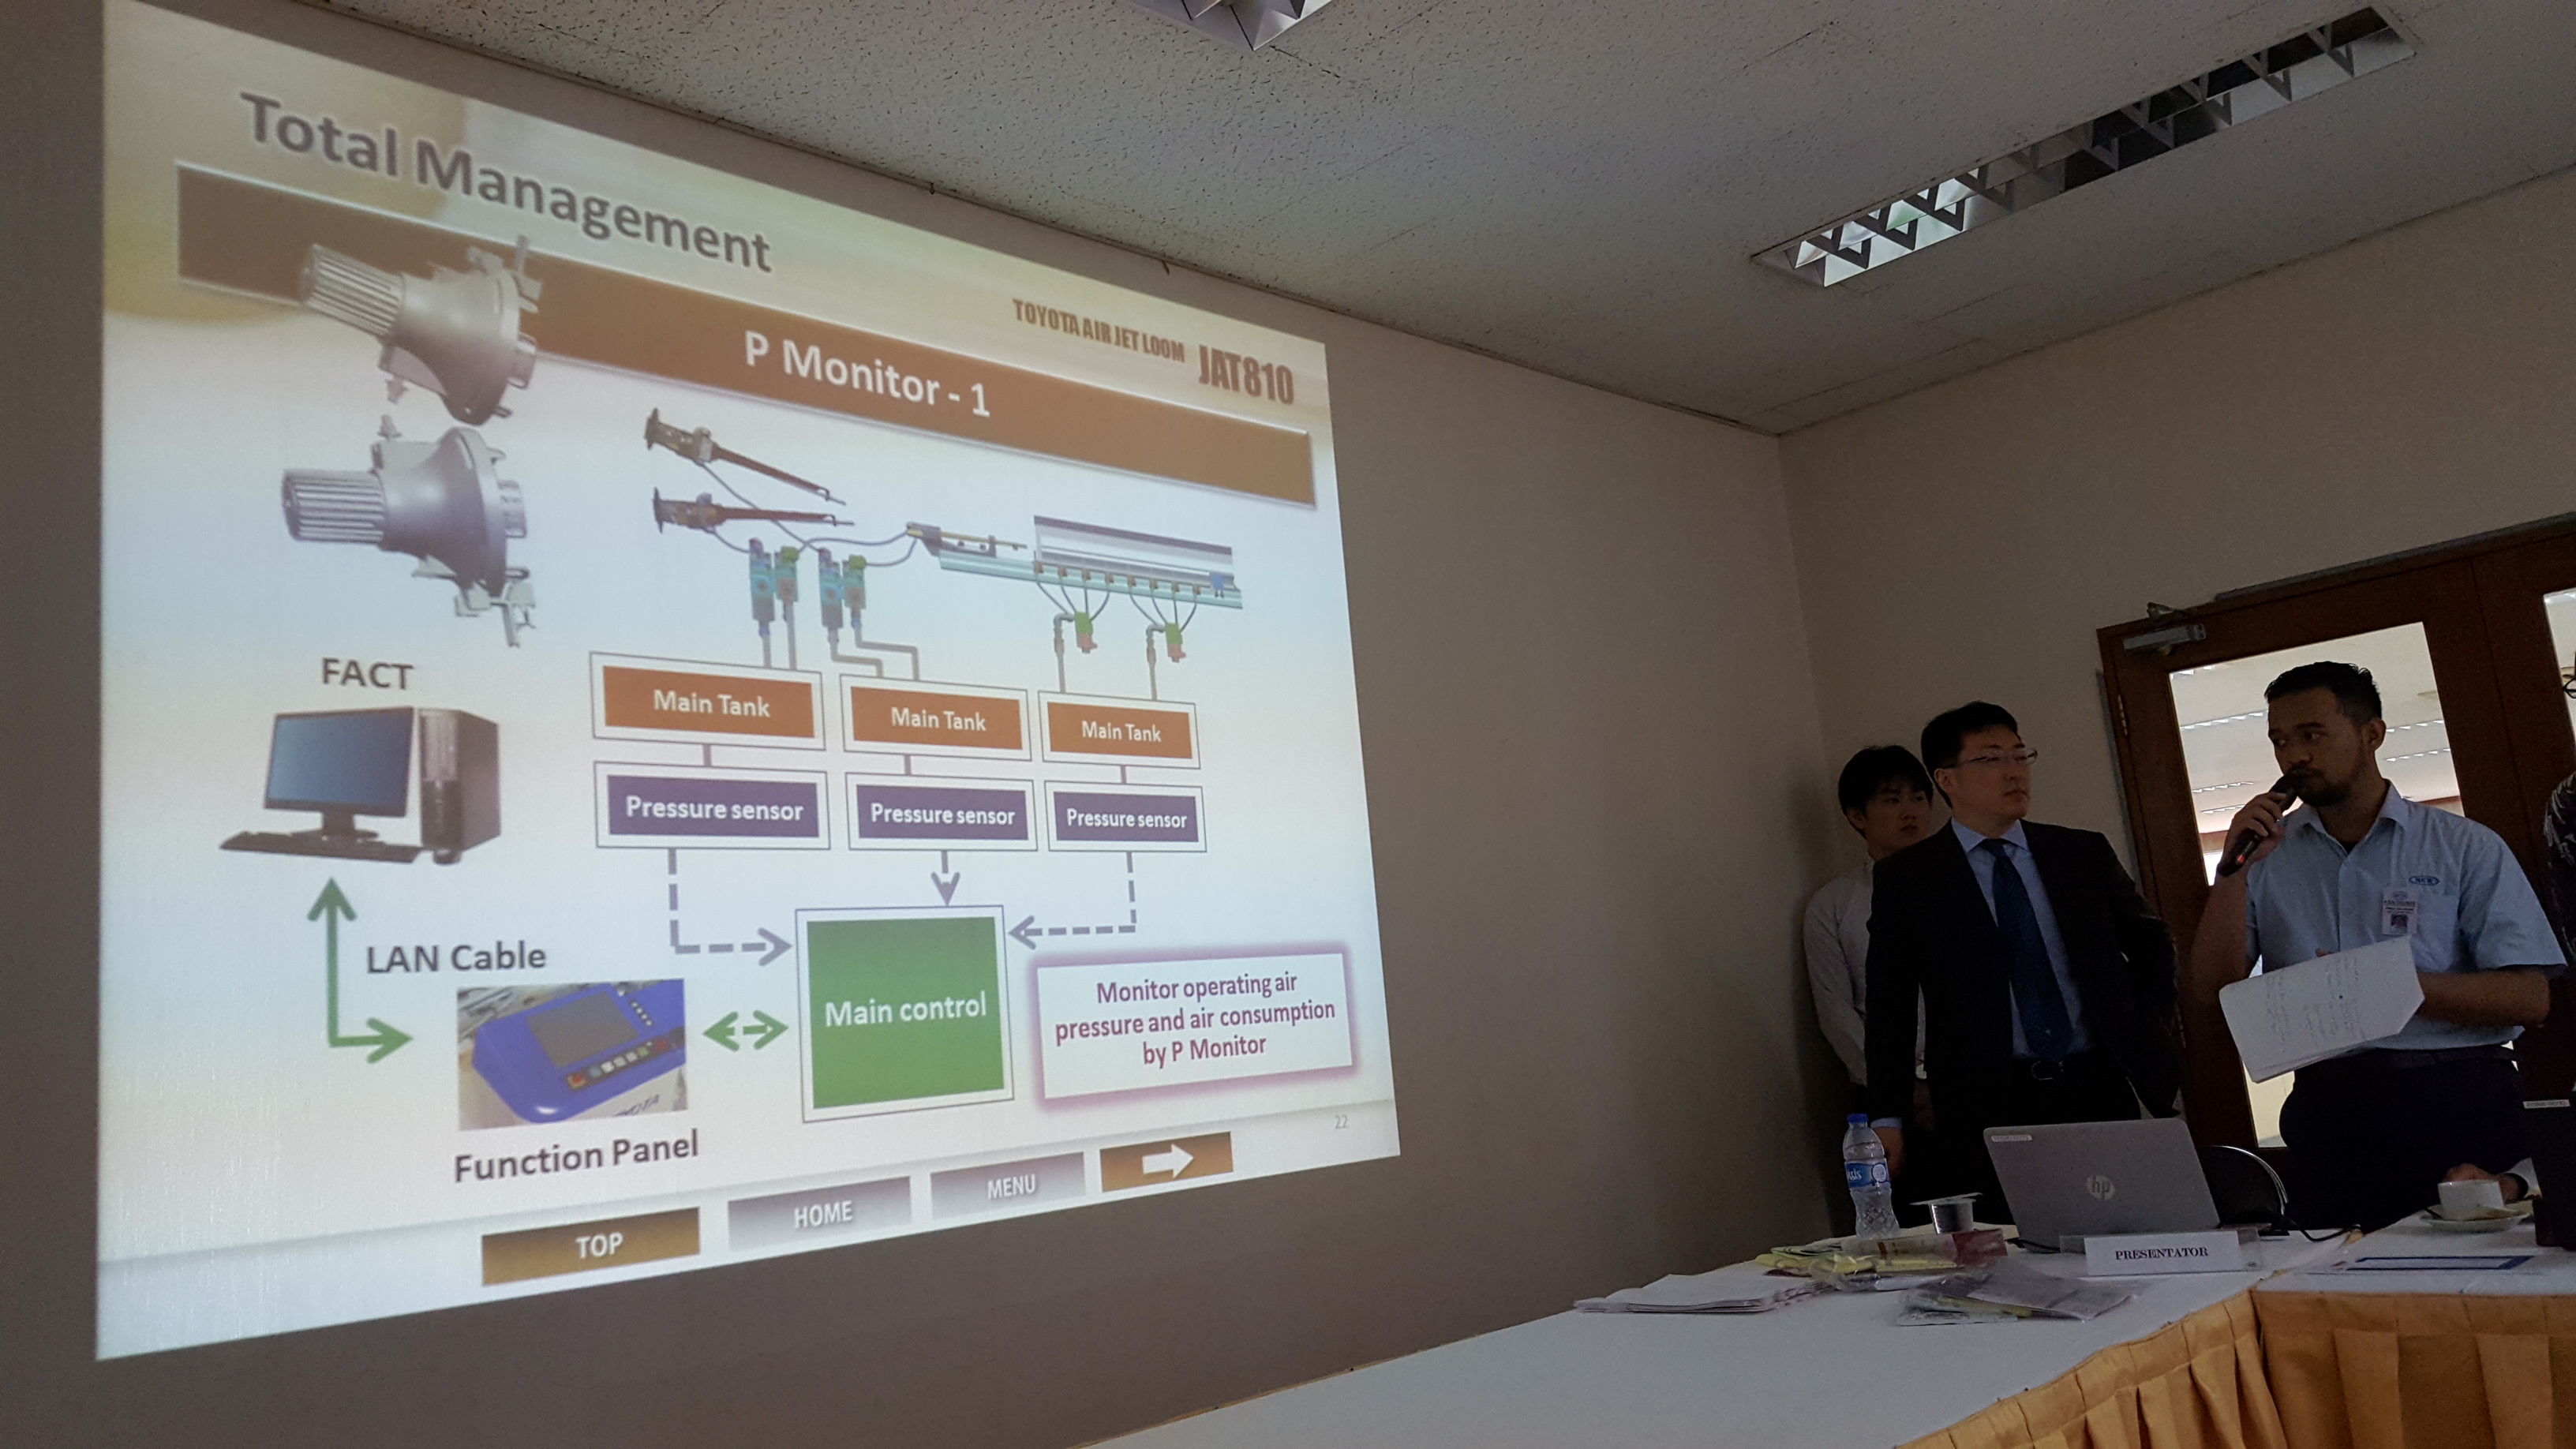 Total Management
TOYOTA AIR JET LOOM JAT810
P Monitor - 1
FACT
Main Tank
Main Tank
Main Tank
Pressure sensor
Pressure sensor
Pressure sensor
LAN Cable
Main control
Monitor operating air
pressure and air consumption
by P Monitor
Function Panel
22
TOP
HOME
MENU
hp
PRESENTATOR